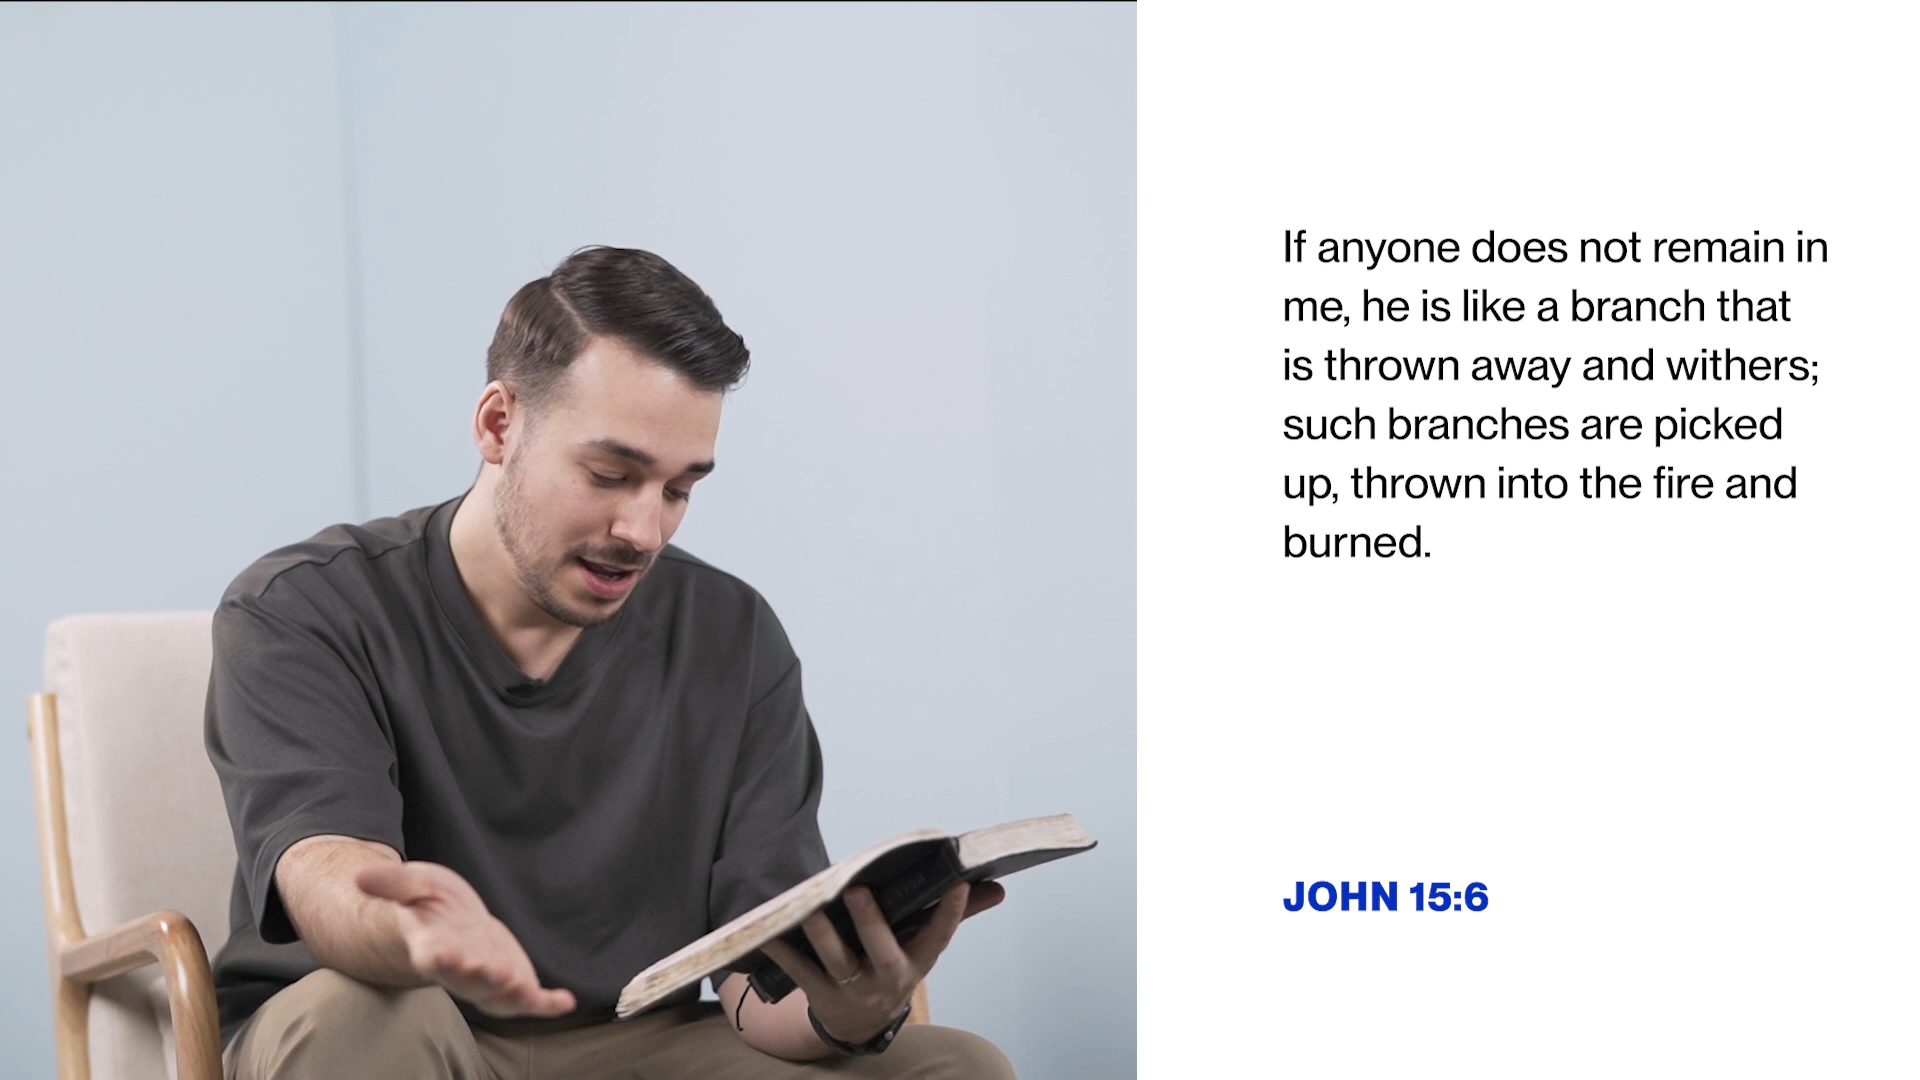 If anyone does not remain in
me, he is like a branch that
is thrown away and withers;
such branches are picked
up, thrown into the fire and
burned.
JOHN 15:6